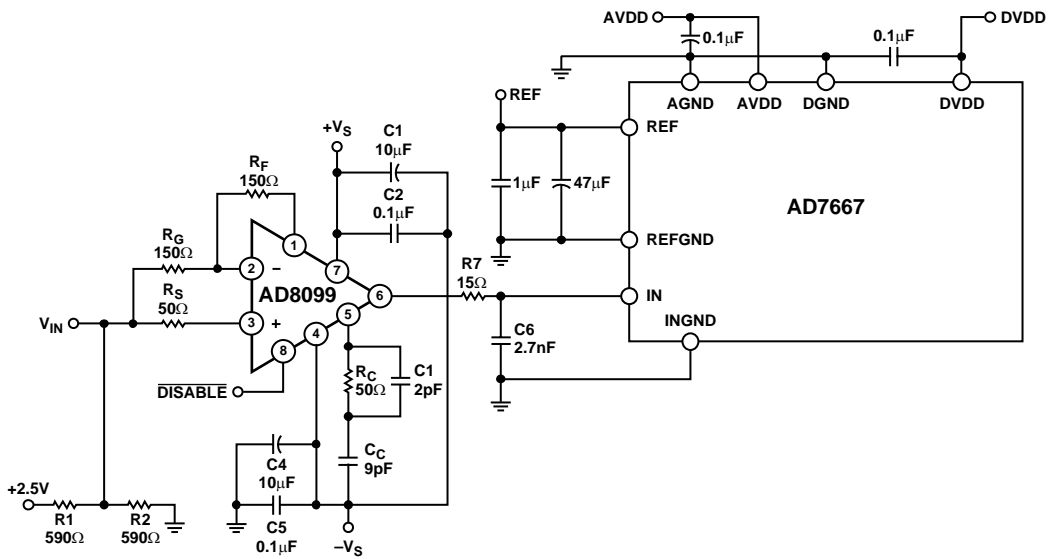 AVDD
DVDD
0.1μF
0.1μF
AGND
AVDD
DGND
DVDD
REF
REF
+VS
C1
10μF
C2
0.1μF
1μF
47μF
AD7667
REFGND
RF
150Ω
RG
150Ω
RS
50Ω
VIN
1
2
−
3
+
AD8099
7
6
5
4
8
R7
15Ω
IN
INGND
C6
2.7nF
DISABLE
RC
50Ω
C1
2pF
CC
9pF
C4
10μF
C5
0.1μF
−VS
+2.5V
R1
590Ω
R2
590Ω